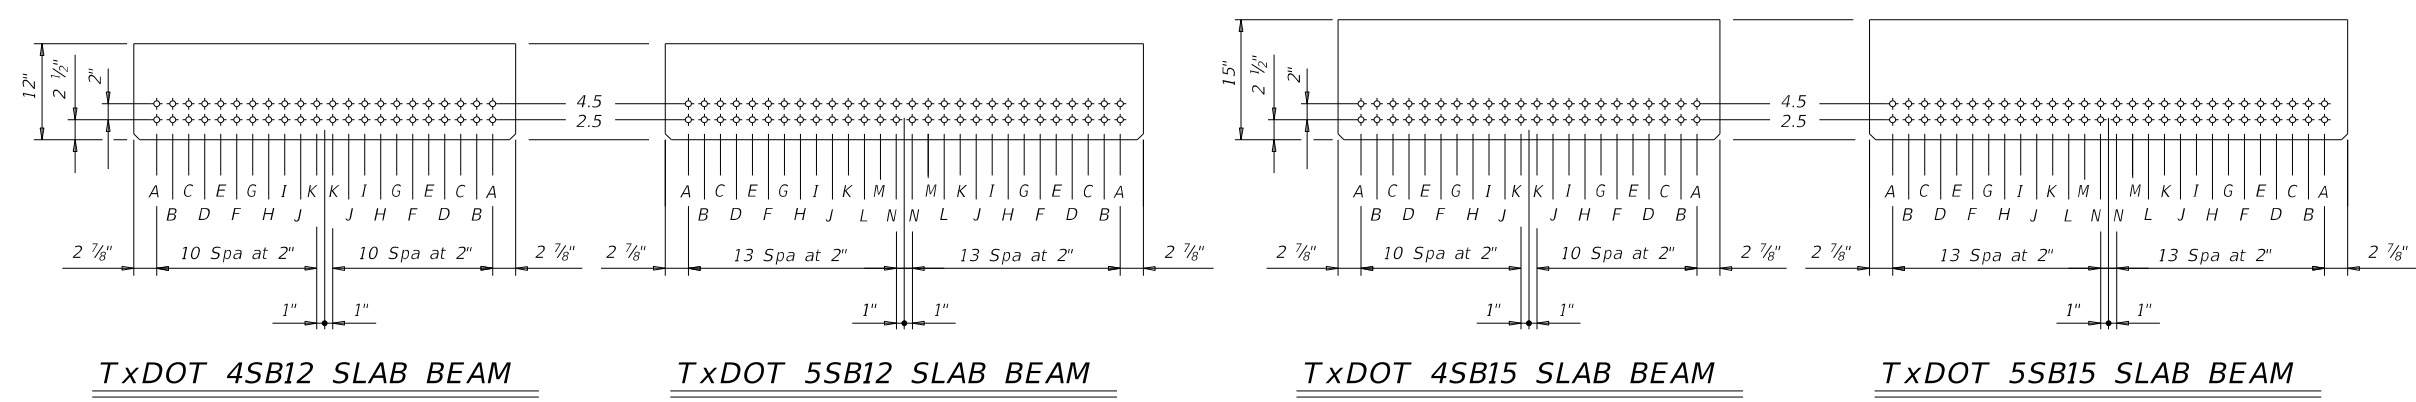 12" 2 ½" 2" 4.5 15" 2 ½" 2" 4.5
2.5 2.5
A C E G I K K I G E C A A C E G I K M M K I G E C A A C E G I K K I G E C A A C E G I K M M K I G E C A
B D F H J J H F D B B D F H J L N N L J H F D B B D F H J J H F D B B D F H J L N N L J H F D B
2 ⅞" 10 Spa at 2" 10 Spa at 2" 2 ⅞" 2 ⅞" 13 Spa at 2" 13 Spa at 2" 2 ⅞" 2 ⅞" 10 Spa at 2" 10 Spa at 2" 2 ⅞" 2 ⅞" 13 Spa at 2" 13 Spa at 2" 2 ⅞"
1" 1" 1" 1" 1" 1" 1" 1"
TxDOT 4SB12 SLAB BEAM TxDOT 5SB12 SLAB BEAM TxDOT 4SB15 SLAB BEAM TxDOT 5SB15 SLAB BEAM